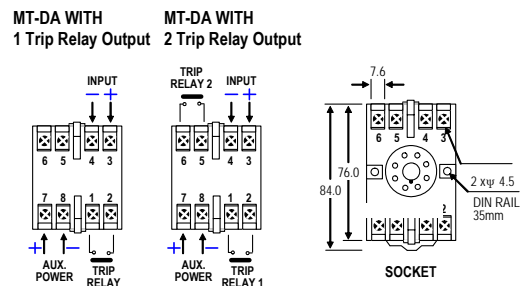 MT-DA WITH
1 Trip Relay Output
MT-DA WITH
2 Trip Relay Output
INPUT
− +
6 5 4 3
7 8 1 2
+ −
AUX.
POWER
TRIP
RELAY
TRIP
RELAY 2
INPUT
− +
6 5 4 3
7 8 1 2
+ −
AUX.
POWER
TRIP
RELAY 1
7.6
6 5 4 3
76.0
84.0
2 xψ 4.5
DIN RAIL
35mm
2
SOCKET